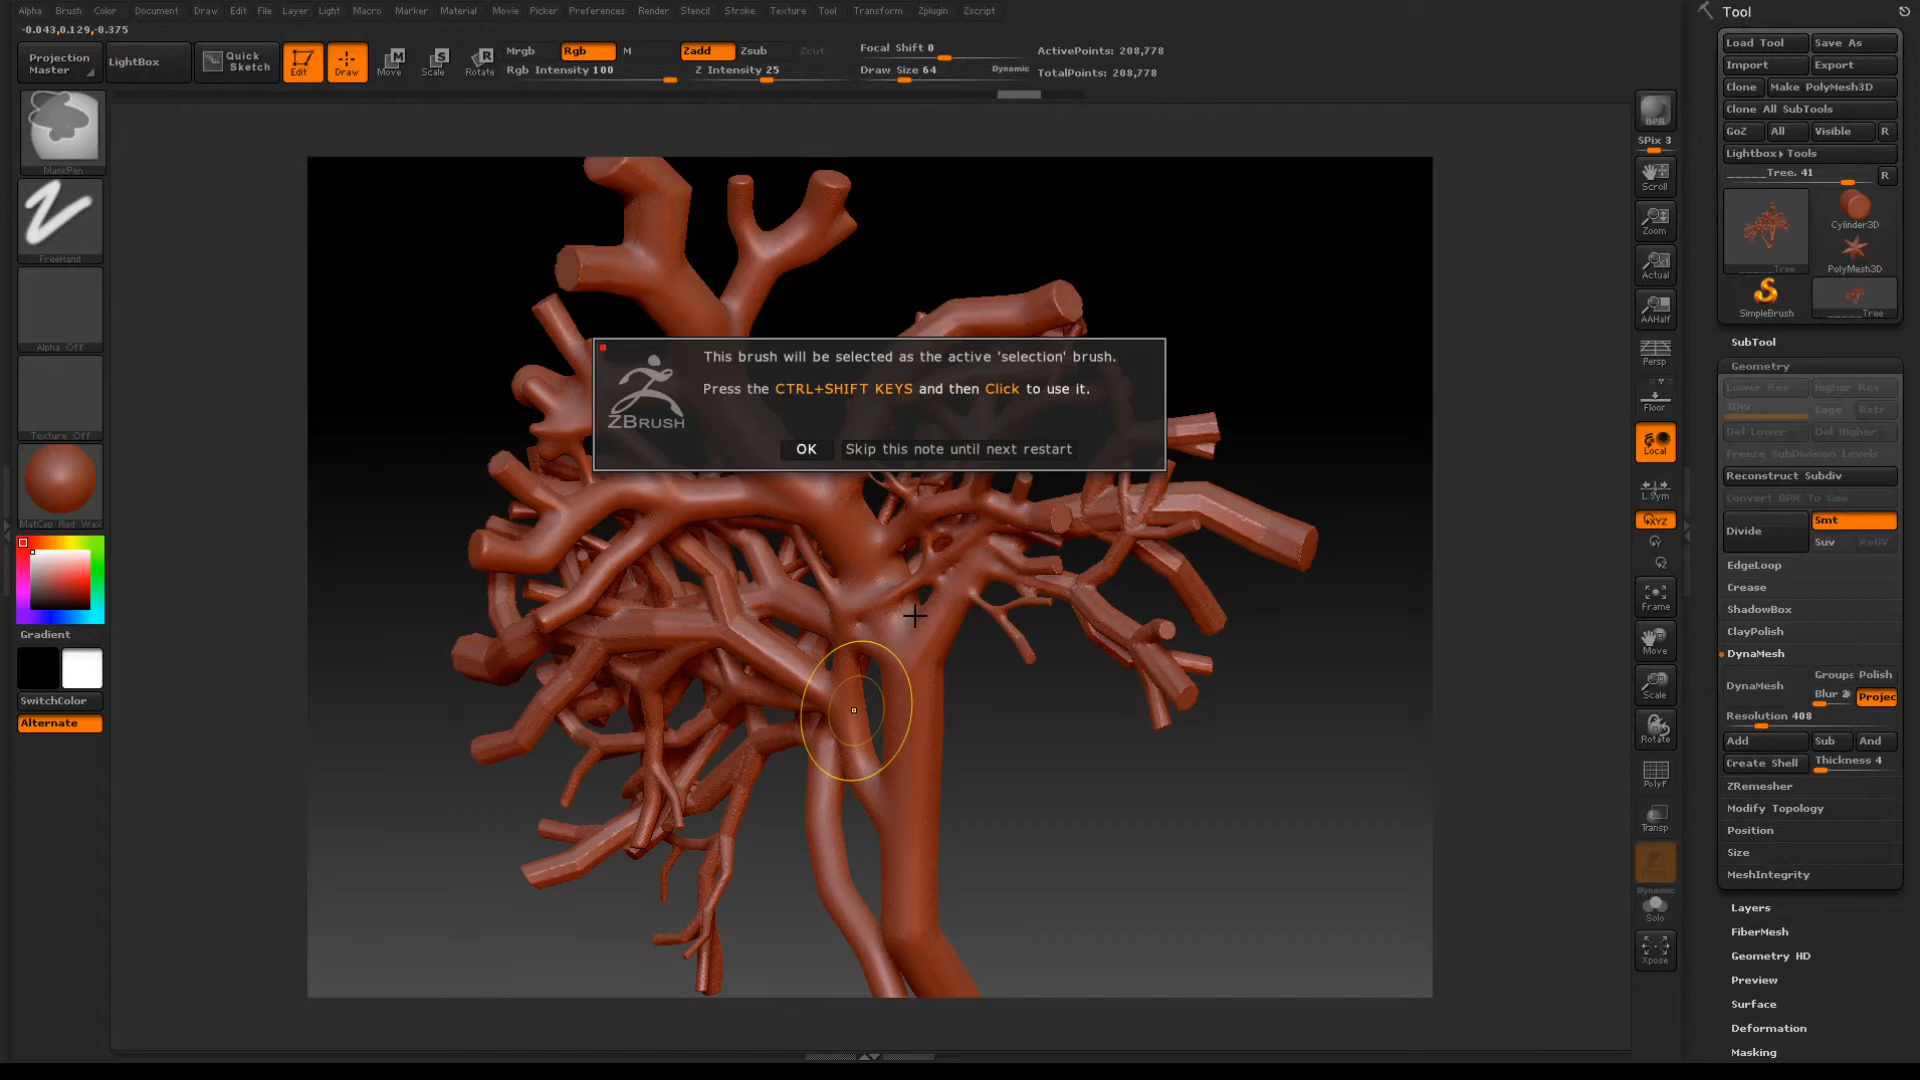 Alpha Brush Color Document Draw Edit File Layer Light Macro Marker Material Movie Picker Preferences Render Stencil Stroke Texture Tool Transform Zplugin Zscript
-0.043,0.129,-0.375
Projection Master
LightBox
Quick Sketch
Edit
Draw
Move
Scale
Rotate
Mrgb Rgb M
Rgb Intensity 100
Zadd Zsub Zcut
Z Intensity 25
Focal Shift 0
Draw Size 64
Dynamic
ActivePoints: 208,778
TotalPoints: 208,778
MaskPen
FreeHand
Alpha Off
Texture Off
MatCap Red Wax
Gradient
SwitchColor
Alternate
This brush will be selected as the active 'selection' brush.
Press the CTRL+SHIFT KEYS and then Click to use it.
ZBRUSH
OK Skip this note until next restart
BPR
SPix 3
Scroll
Zoom
Actual
AAHalf
Persp
Floor
Local
L.Sym
XYZ
Y
Z
Frame
Move
Scale
Rotate
PolyF
Transp
Dynamic
Solo
Xpose
Tool
Load Tool Save As
Import Export
Clone Make PolyMesh3D
Clone All SubTools
GoZ All Visible R
Lightbox▸Tools
_____Tree. 41 R
_____Tree
Cylinder3D
PolyMesh3D
SimpleBrush
_____Tree
SubTool
Geometry
Lower Res Higher Res
SDiv Cage Rstr
Del Lower Del Higher
Freeze SubDivision Levels
Reconstruct Subdiv
Convert BPR To Geo
Divide
Smt
Suv ReUV
EdgeLoop
Crease
ShadowBox
ClayPolish
DynaMesh
DynaMesh
Groups Polish
Blur 2 Projec
Resolution 408
Add Sub And
Create Shell Thickness 4
ZRemesher
Modify Topology
Position
Size
MeshIntegrity
Layers
FiberMesh
Geometry HD
Preview
Surface
Deformation
Masking